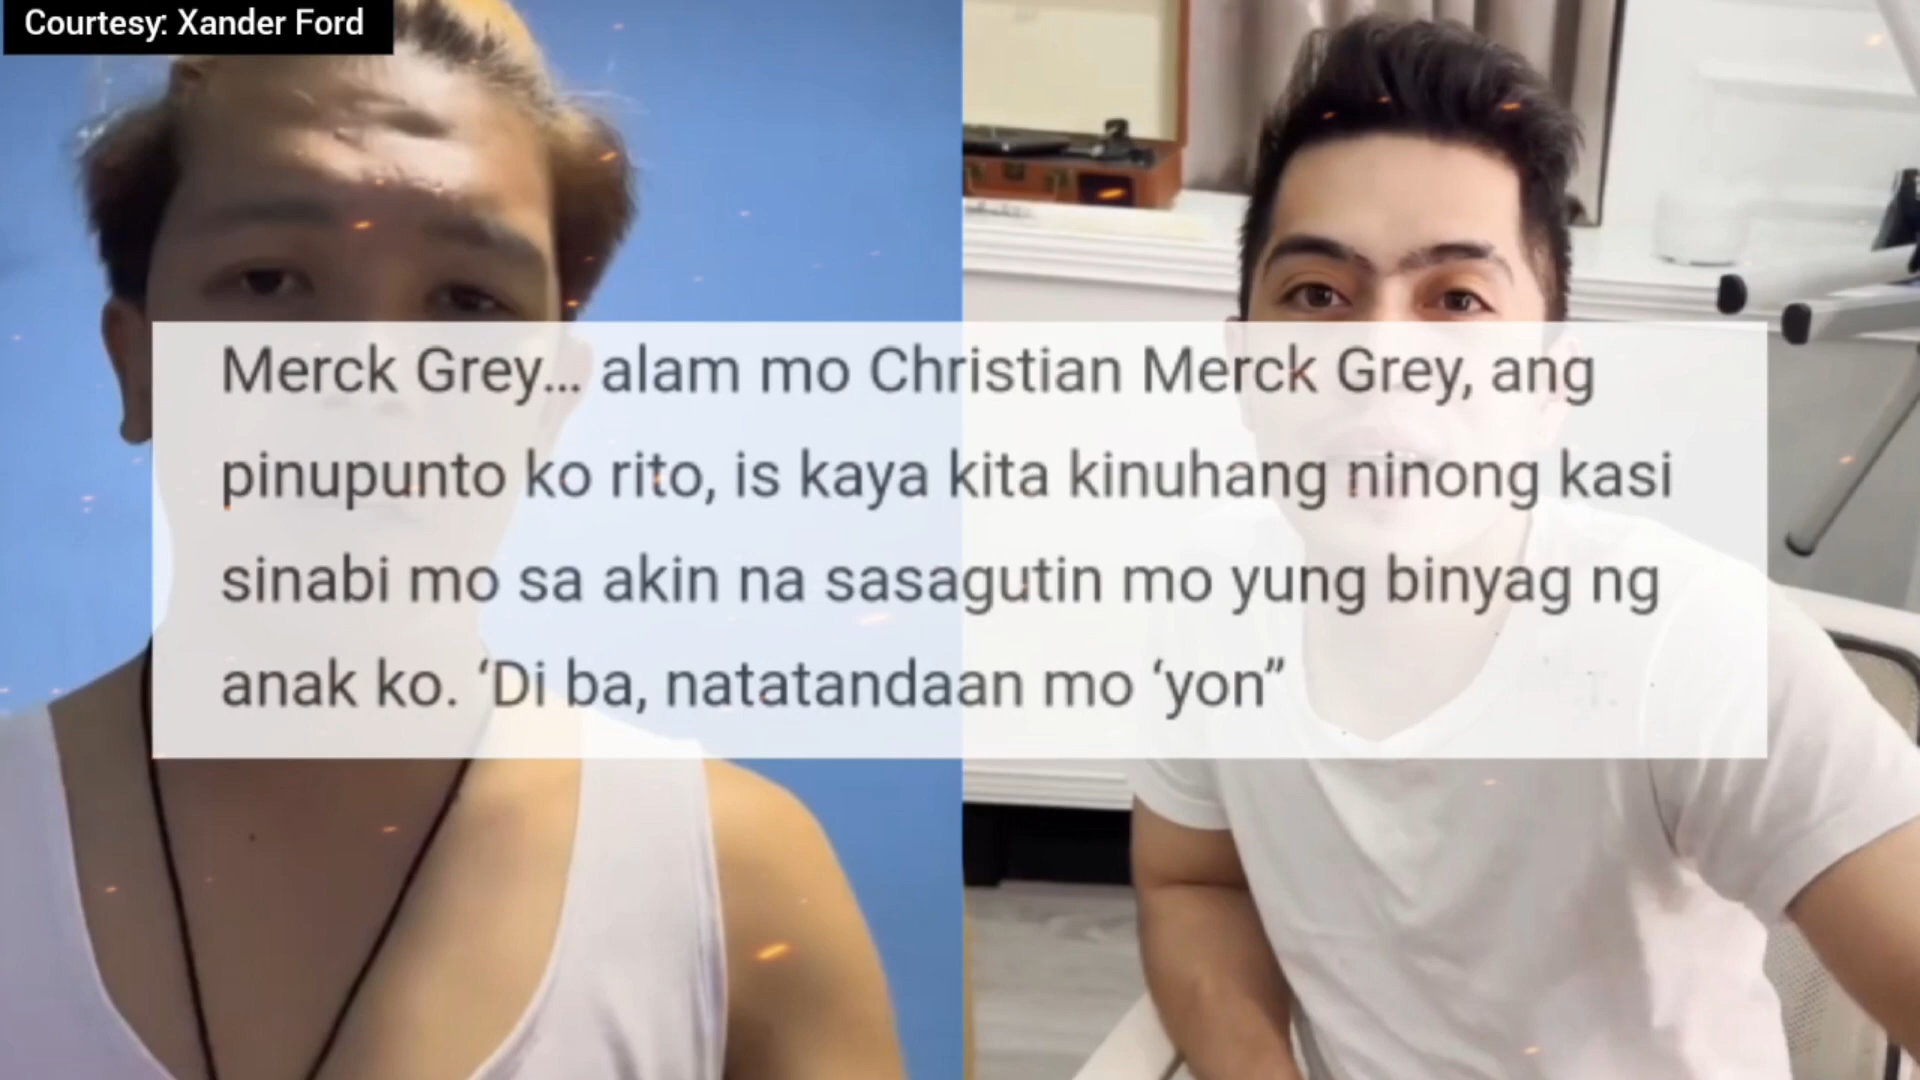 Courtesy: Xander Ford
Merck Grey... alam mo Christian Merck Grey, ang
pinupunto ko rito, is kaya kita kinuhang ninong kasi
sinabi mo sa akin na sasagutin mo yung binyag ng
anak ko. ‘Di ba, natatandaan mo ‘yon”